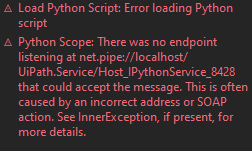 Load Python Script: Error loading Python
script
Python Scope: There was no endpoint
listening at net.pipe://localhost/
UiPath.Service/Host_IPythonService_8428
that could accept the message. This is often
caused by an incorrect address or SOAP
action. See InnerException, if present, for
more details.